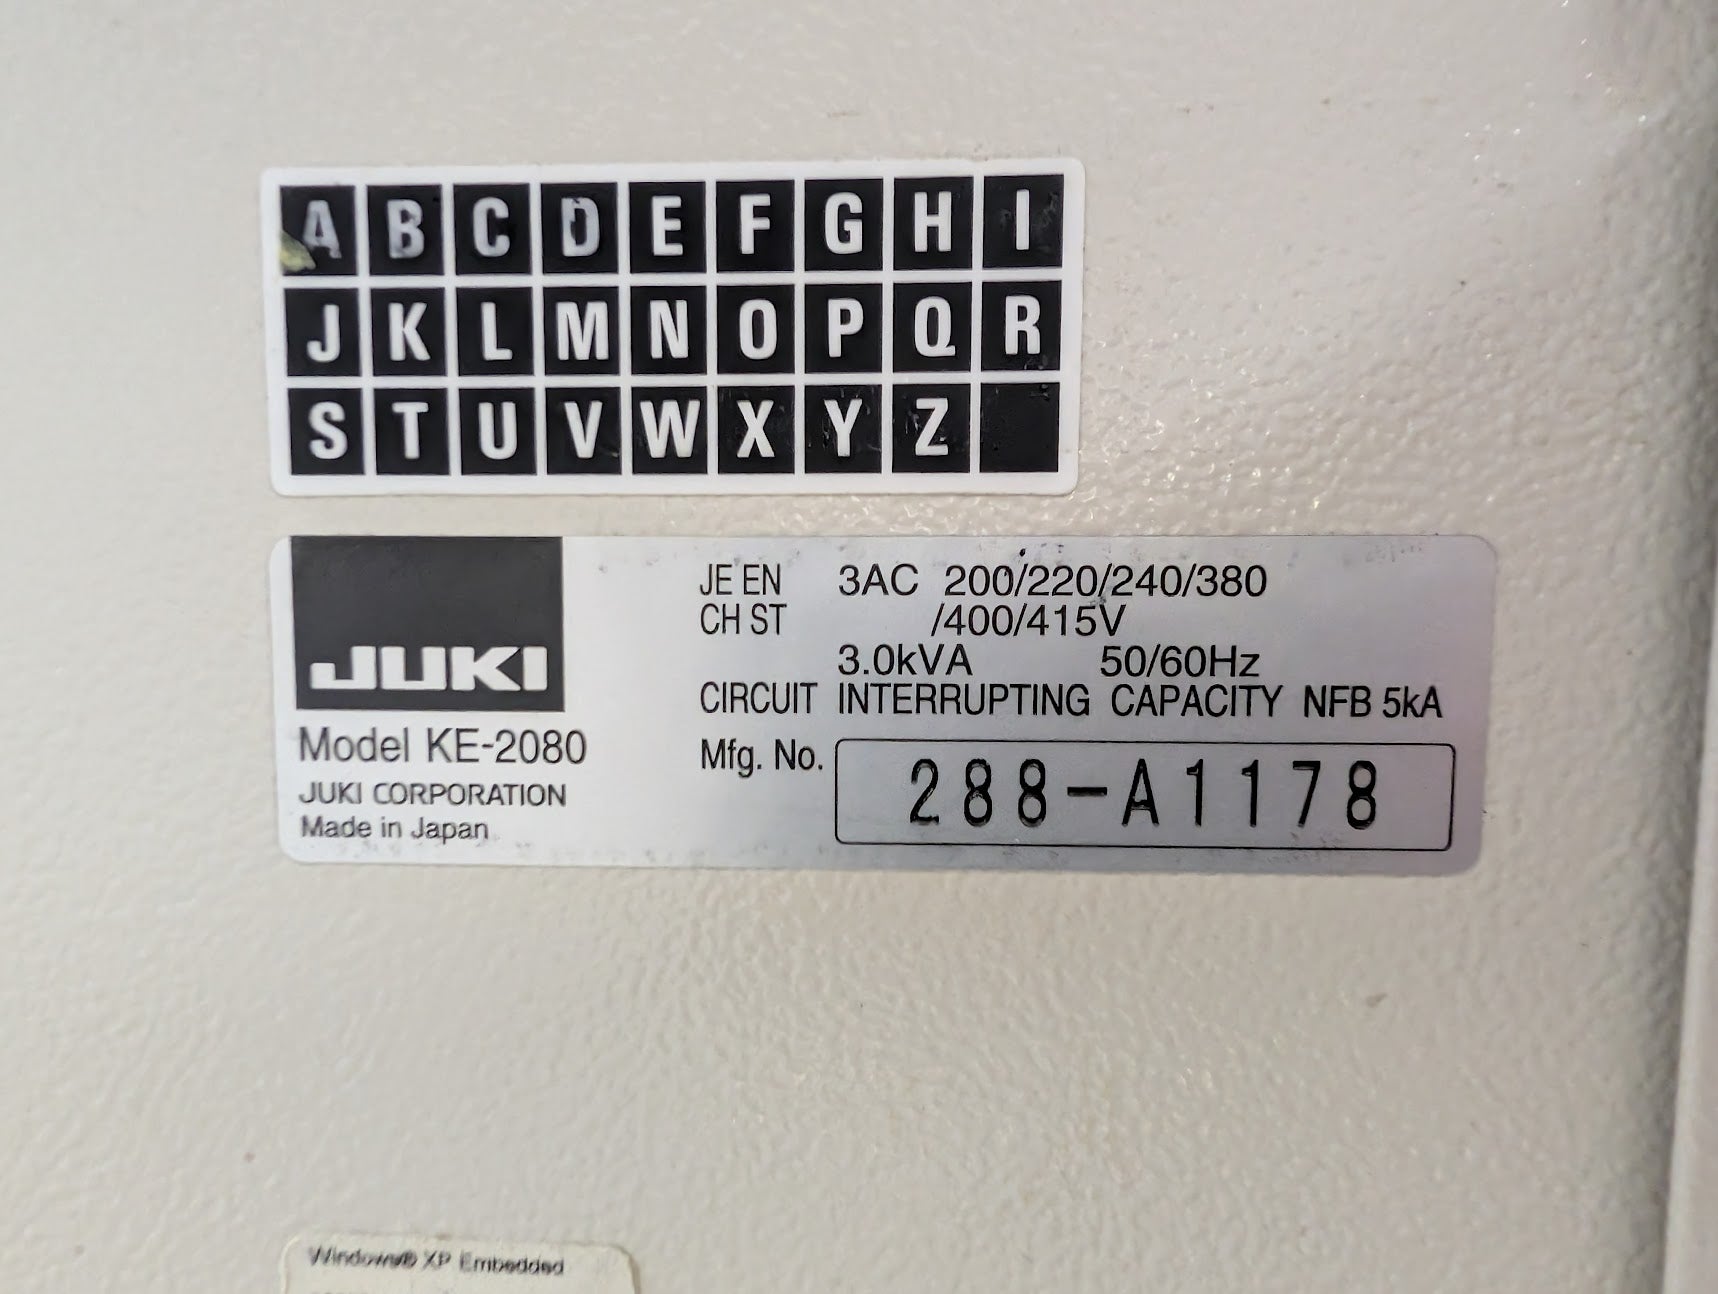 A B C D E F G H I
J K L M N O P Q R
S T U V W X Y Z
JUKI
Model KE-2080
JUKI CORPORATION
Made in Japan
JE EN 3AC 200/220/240/380
CH ST /400/415V
3.0kVA 50/60Hz
CIRCUIT INTERRUPTING CAPACITY NFB 5kA
Mfg. No. 288-A1178
Windows® XP Embedded